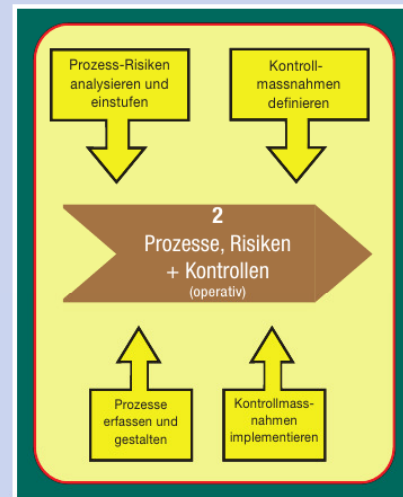 Prozess-Risiken
analysieren und
einstufen
Kontroll-
massnahmen
definieren
2
Prozesse, Risiken
+ Kontrollen
(operativ)
Prozesse
erfassen und
gestalten
Kontrollmass-
nahmen
implementieren